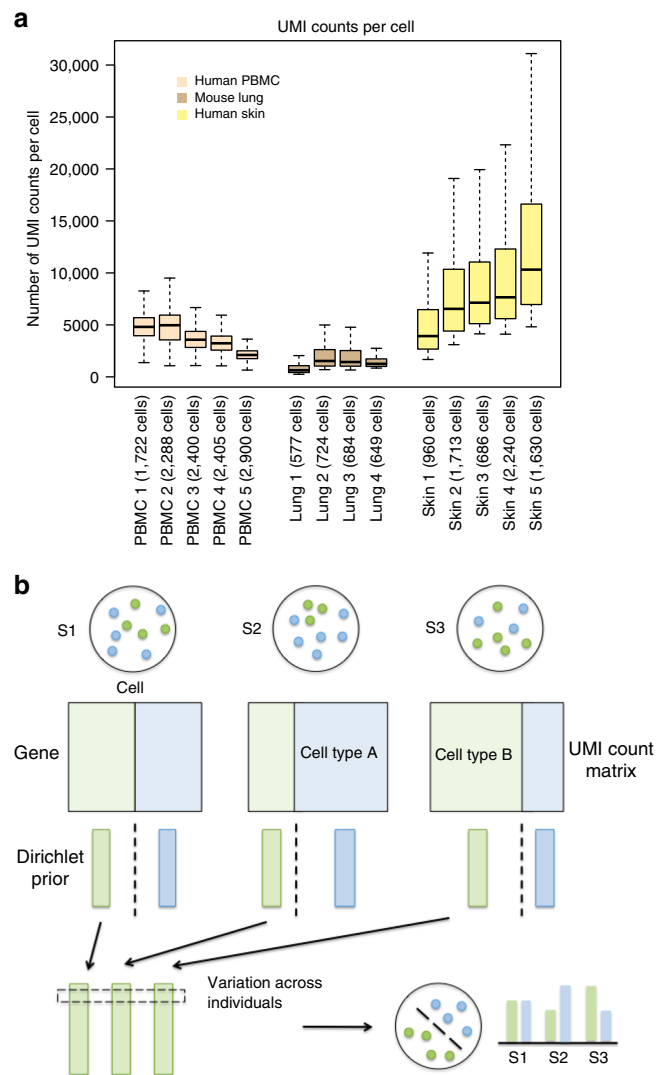 a
UMI counts per cell
Number of UMI counts per cell
30,000
25,000
20,000
15,000
10,000
5000
0
Human PBMC
Mouse lung
Human skin
PBMC 1 (1,722 cells)
PBMC 2 (2,288 cells)
PBMC 3 (2,400 cells)
PBMC 4 (2,405 cells)
PBMC 5 (2,900 cells)
Lung 1 (577 cells)
Lung 2 (724 cells)
Lung 3 (684 cells)
Lung 4 (649 cells)
Skin 1 (960 cells)
Skin 2 (1,713 cells)
Skin 3 (686 cells)
Skin 4 (2,240 cells)
Skin 5 (1,630 cells)
b
S1
S2
S3
Cell
Gene
Cell type A
Cell type B
UMI count
matrix
Dirichlet
prior
Variation across
individuals
S1 S2 S3